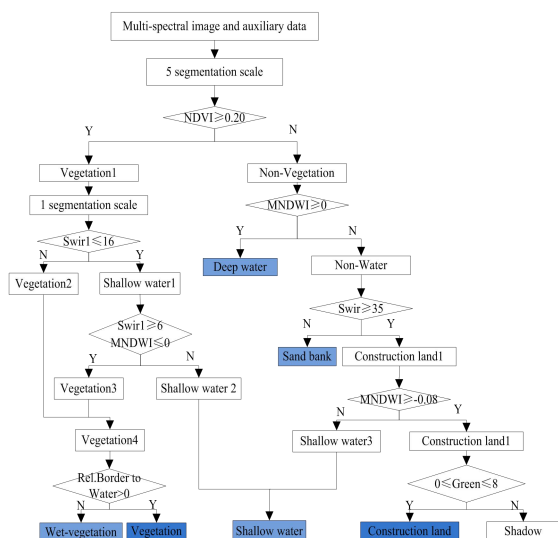 Multi-spectral image and auxiliary data
5 segmentation scale
NDVI≥0.20
Y
N
Vegetation1
Non-Vegetation
1 segmentation scale
MNDWI≥0
Swir1≤16
Y
N
N
Y
Deep water
Non-Water
Vegetation2
Shallow water1
Swir≥35
Swir1≥6
MNDWI≤0
N
Y
Sand bank
Construction land1
Y
N
Vegetation3
Shallow water 2
MNDWI≥-0.08
N
Y
Vegetation4
Shallow water3
Construction land1
Rel.Border to
Water>0
0≤Green≤8
N
Y
Y
N
Wet-vegetation
Vegetation
Shallow water
Construction land
Shadow